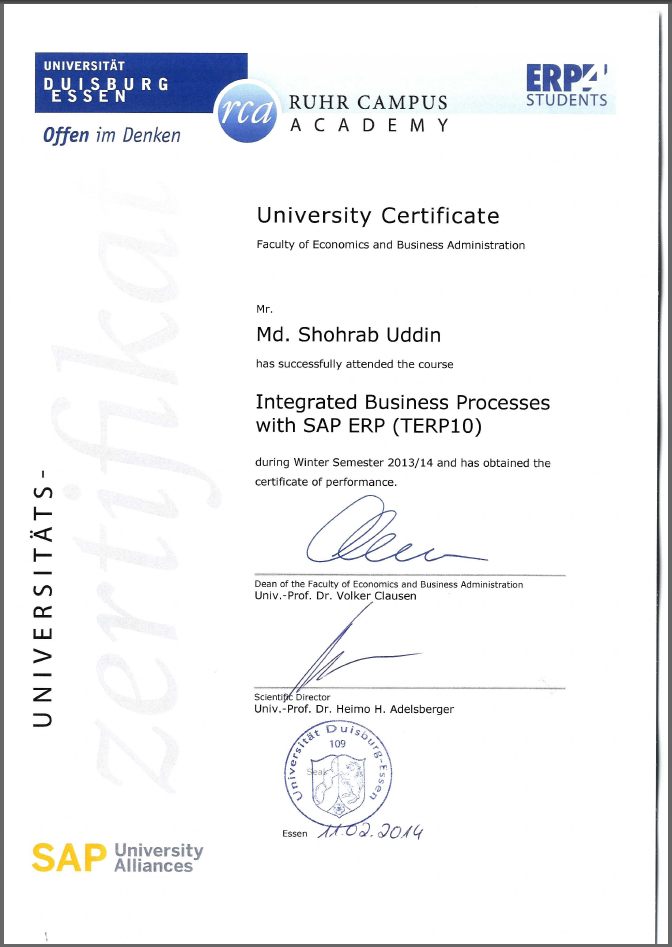 UNIVERSITÄT
DUISBURG
ESSEN
Offen im Denken
rca
RUHR CAMPUS
ACADEMY
ERP4
STUDENTS
University Certificate
Faculty of Economics and Business Administration
Mr.
Md. Shohrab Uddin
has successfully attended the course
Integrated Business Processes
with SAP ERP (TERP10)
during Winter Semester 2013/14 and has obtained the
certificate of performance.
Dean of the Faculty of Economics and Business Administration
Univ.-Prof. Dr. Volker Clausen
Scientific Director
Univ.-Prof. Dr. Heimo H. Adelsberger
Universität Duisburg-Essen
109
Seal
Essen 11.02.2014
UNIVERSITÄTS-
zertifikat
SAP University
Alliances